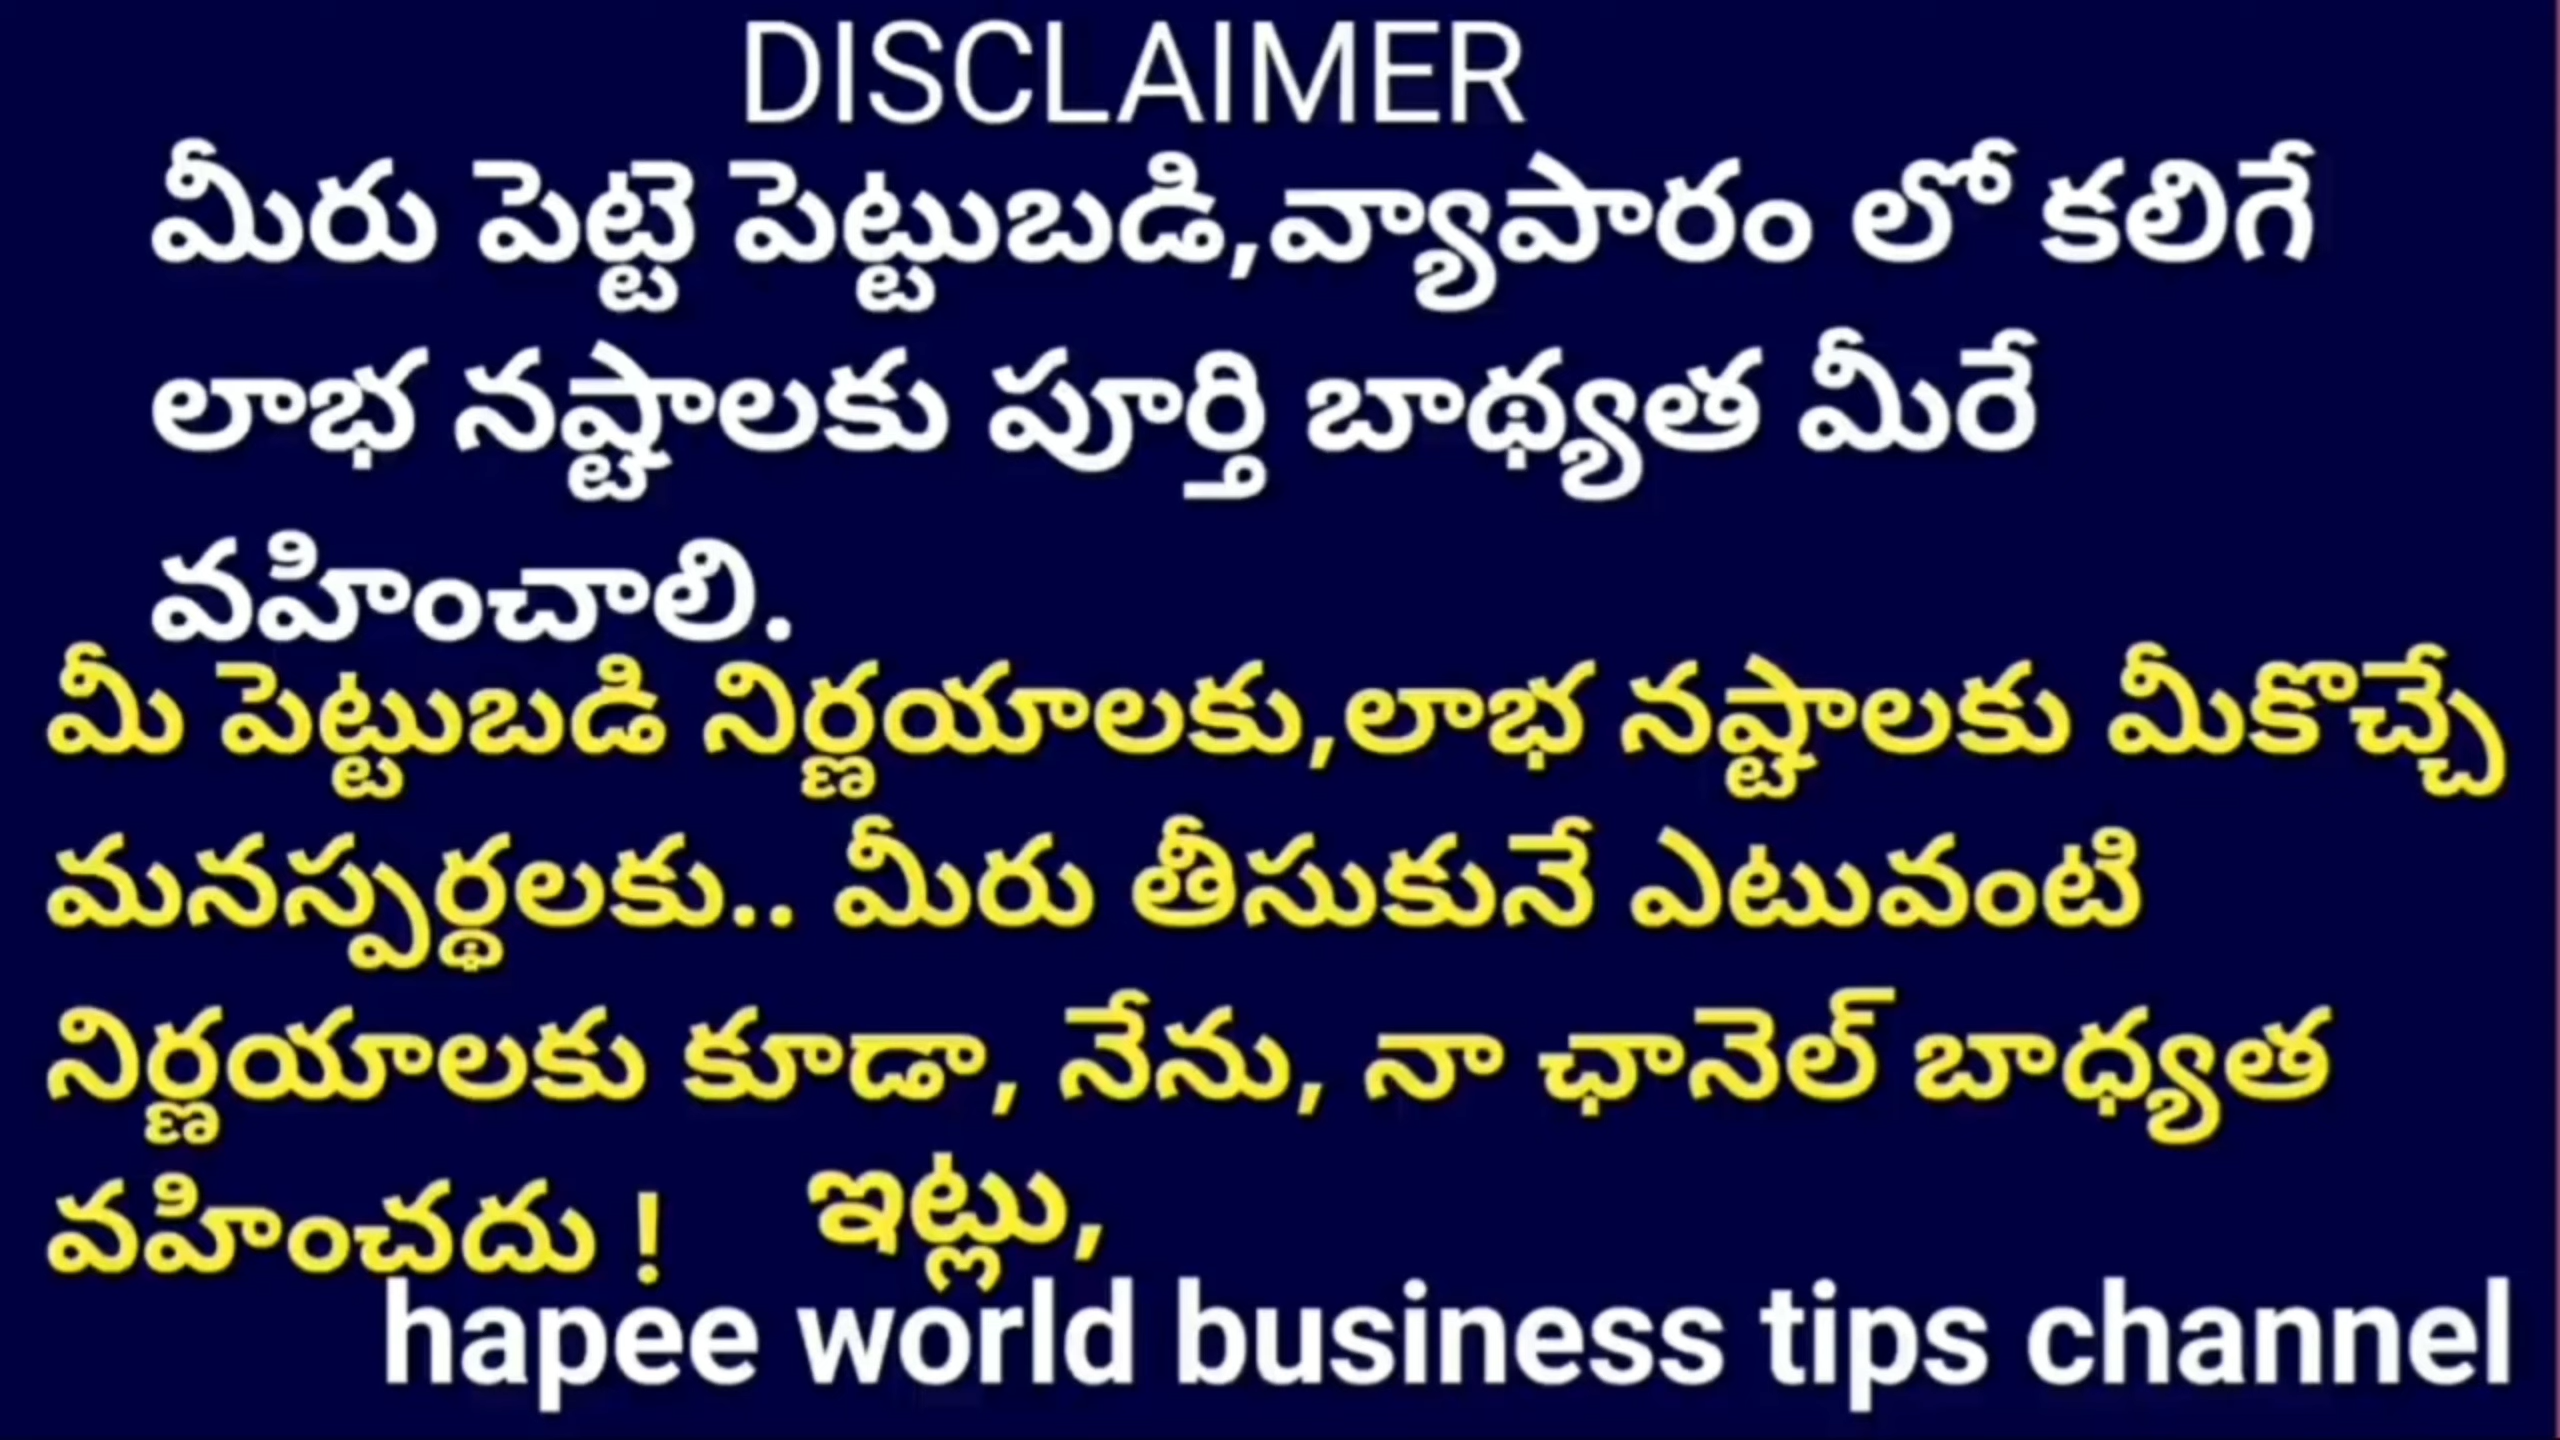 DISCLAIMER
మీరు పెట్టె పెట్టుబడి,వ్యాపారం లో కలిగే
లాభ నష్టాలకు పూర్తి బాథ్యత మీరే
వహించాలి.
మీ పెట్టుబడి నిర్ణయాలకు,లాభ నష్టాలకు మీకొచ్చే
మనస్పర్థలకు.. మీరు తీసుకునే ఎటువంటి
నిర్ణయాలకు కూడా, నేను, నా ఛానెల్ బాధ్యత
వహించదు ! ఇట్లు,
hapee world business tips channel